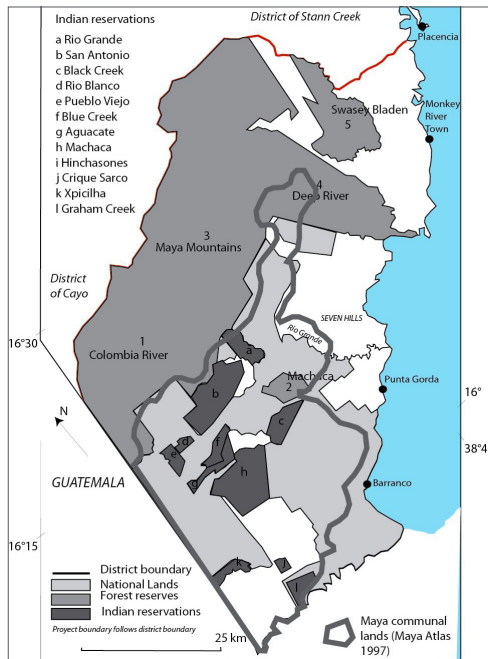 Indian reservations
a Rio Grande
b San Antonio
c Black Creek
d Rio Blanco
e Pueblo Viejo
f Blue Creek
g Aguacate
h Machaca
i Hinchasones
j Crique Sarco
k Xpicilha
l Graham Creek
District of Stann Creek
Placencia
Swasey Bladen
5
Monkey
River
Town
4
Deep River
3
Maya Mountains
District
of Cayo
SEVEN HILLS
Rio Grande
16°30
1
Colombia River
a
Machaca
2
Punta Gorda
b
16°
N
c
d
f
e
38°4
g
h
GUATEMALA
Barranco
16°15
k
j
l
District boundary
National Lands
Forest reserves
Indian reservations
Proyect boundary follows district boundary
25 km
Maya communal
lands (Maya Atlas
1997)